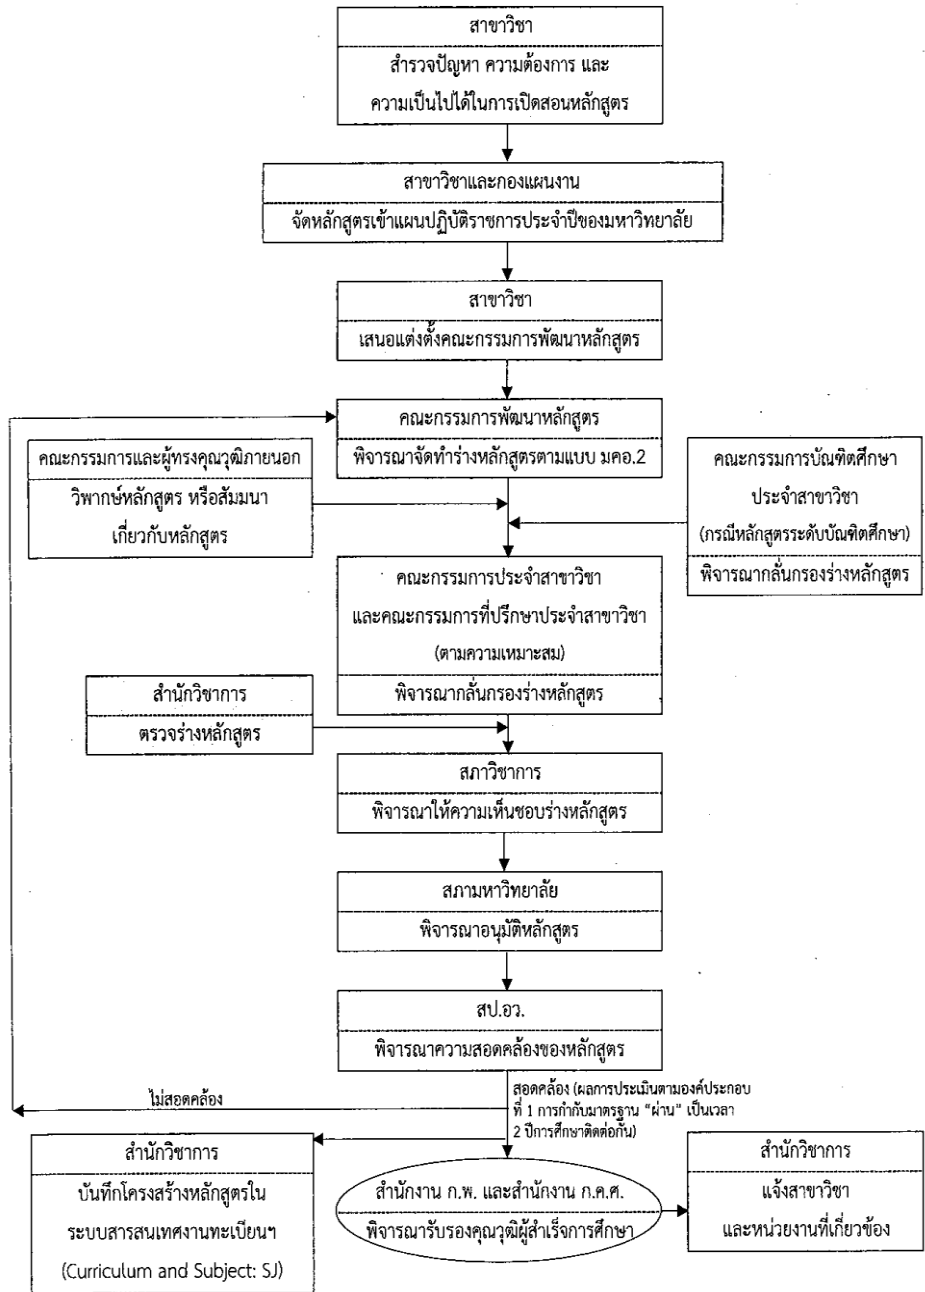 สาขาวิชา
สำรวจปัญหา ความต้องการ และ
ความเป็นไปได้ในการเปิดสอนหลักสูตร
สาขาวิชาและกองแผนงาน
จัดหลักสูตรเข้าแผนปฏิบัติราชการประจำปีของมหาวิทยาลัย
สาขาวิชา
เสนอแต่งตั้งคณะกรรมการพัฒนาหลักสูตร
คณะกรรมการพัฒนาหลักสูตร
พิจารณาจัดทำร่างหลักสูตรตามแบบ มคอ.2
คณะกรรมการและผู้ทรงคุณวุฒิภายนอก
วิพากษ์หลักสูตร หรือสัมมนา
เกี่ยวกับหลักสูตร
คณะกรรมการบัณฑิตศึกษา
ประจำสาขาวิชา
(กรณีหลักสูตรระดับบัณฑิตศึกษา)
พิจารณากลั่นกรองร่างหลักสูตร
คณะกรรมการประจำสาขาวิชา
และคณะกรรมการที่ปรึกษาประจำสาขาวิชา
(ตามความเหมาะสม)
พิจารณากลั่นกรองร่างหลักสูตร
สำนักวิชาการ
ตรวจร่างหลักสูตร
สภาวิชาการ
พิจารณาให้ความเห็นชอบร่างหลักสูตร
สภามหาวิทยาลัย
พิจารณาอนุมัติหลักสูตร
สป.อว.
พิจารณาความสอดคล้องของหลักสูตร
ไม่สอดคล้อง
สอดคล้อง (ผลการประเมินตามองค์ประกอบ
ที่ 1 การกำกับมาตรฐาน "ผ่าน" เป็นเวลา
2 ปีการศึกษาติดต่อกัน)
สำนักวิชาการ
บันทึกโครงสร้างหลักสูตรใน
ระบบสารสนเทศงานทะเบียนฯ
(Curriculum and Subject: SJ)
สำนักงาน ก.พ. และสำนักงาน ก.ค.ศ.
พิจารณารับรองคุณวุฒิผู้สำเร็จการศึกษา
สำนักวิชาการ
แจ้งสาขาวิชา
และหน่วยงานที่เกี่ยวข้อง